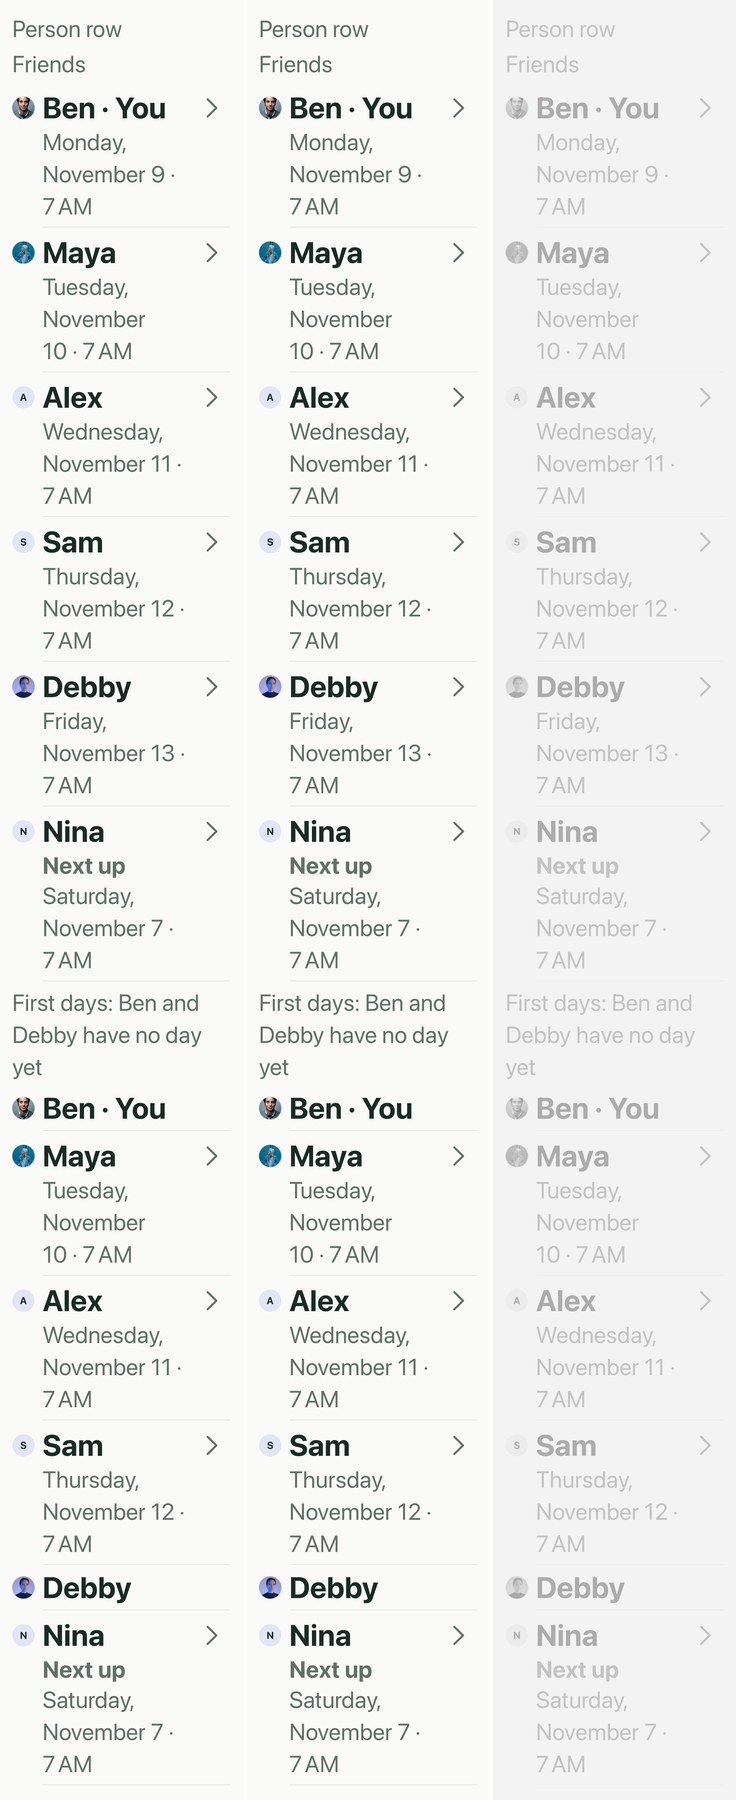 Person row
Friends
Ben · You
Monday,
November 9 ·
7 AM
Maya
Tuesday,
November
10 · 7 AM
A
Alex
Wednesday,
November 11 ·
7 AM
S
Sam
Thursday,
November 12 ·
7 AM
Debby
Friday,
November 13 ·
7 AM
N
Nina
Next up
Saturday,
November 7 ·
7 AM
First days: Ben and
Debby have no day
yet
Ben · You
Maya
Tuesday,
November
10 · 7 AM
A
Alex
Wednesday,
November 11 ·
7 AM
S
Sam
Thursday,
November 12 ·
7 AM
Debby
N
Nina
Next up
Saturday,
November 7 ·
7 AM
Person row
Friends
Ben · You
Monday,
November 9 ·
7 AM
Maya
Tuesday,
November
10 · 7 AM
A
Alex
Wednesday,
November 11 ·
7 AM
S
Sam
Thursday,
November 12 ·
7 AM
Debby
Friday,
November 13 ·
7 AM
N
Nina
Next up
Saturday,
November 7 ·
7 AM
First days: Ben and
Debby have no day
yet
Ben · You
Maya
Tuesday,
November
10 · 7 AM
A
Alex
Wednesday,
November 11 ·
7 AM
S
Sam
Thursday,
November 12 ·
7 AM
Debby
N
Nina
Next up
Saturday,
November 7 ·
7 AM
Person row
Friends
Ben · You
Monday,
November 9 ·
7 AM
Maya
Tuesday,
November
10 · 7 AM
A
Alex
Wednesday,
November 11 ·
7 AM
S
Sam
Thursday,
November 12 ·
7 AM
Debby
Friday,
November 13 ·
7 AM
N
Nina
Next up
Saturday,
November 7 ·
7 AM
First days: Ben and
Debby have no day
yet
Ben · You
Maya
Tuesday,
November
10 · 7 AM
A
Alex
Wednesday,
November 11 ·
7 AM
S
Sam
Thursday,
November 12 ·
7 AM
Debby
N
Nina
Next up
Saturday,
November 7 ·
7 AM